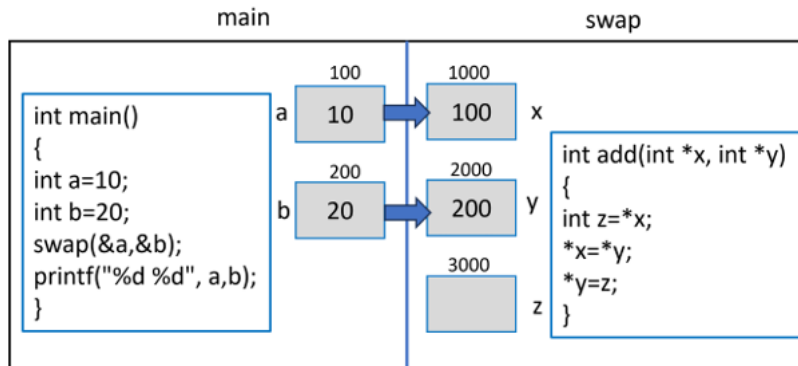 main
swap
int main()
{
int a=10;
int b=20;
swap(&a,&b);
printf("%d %d", a,b);
}
100
a
10
200
b
20
1000
100
x
2000
200
y
3000
z
int add(int *x, int *y)
{
int z=*x;
*x=*y;
*y=z;
}